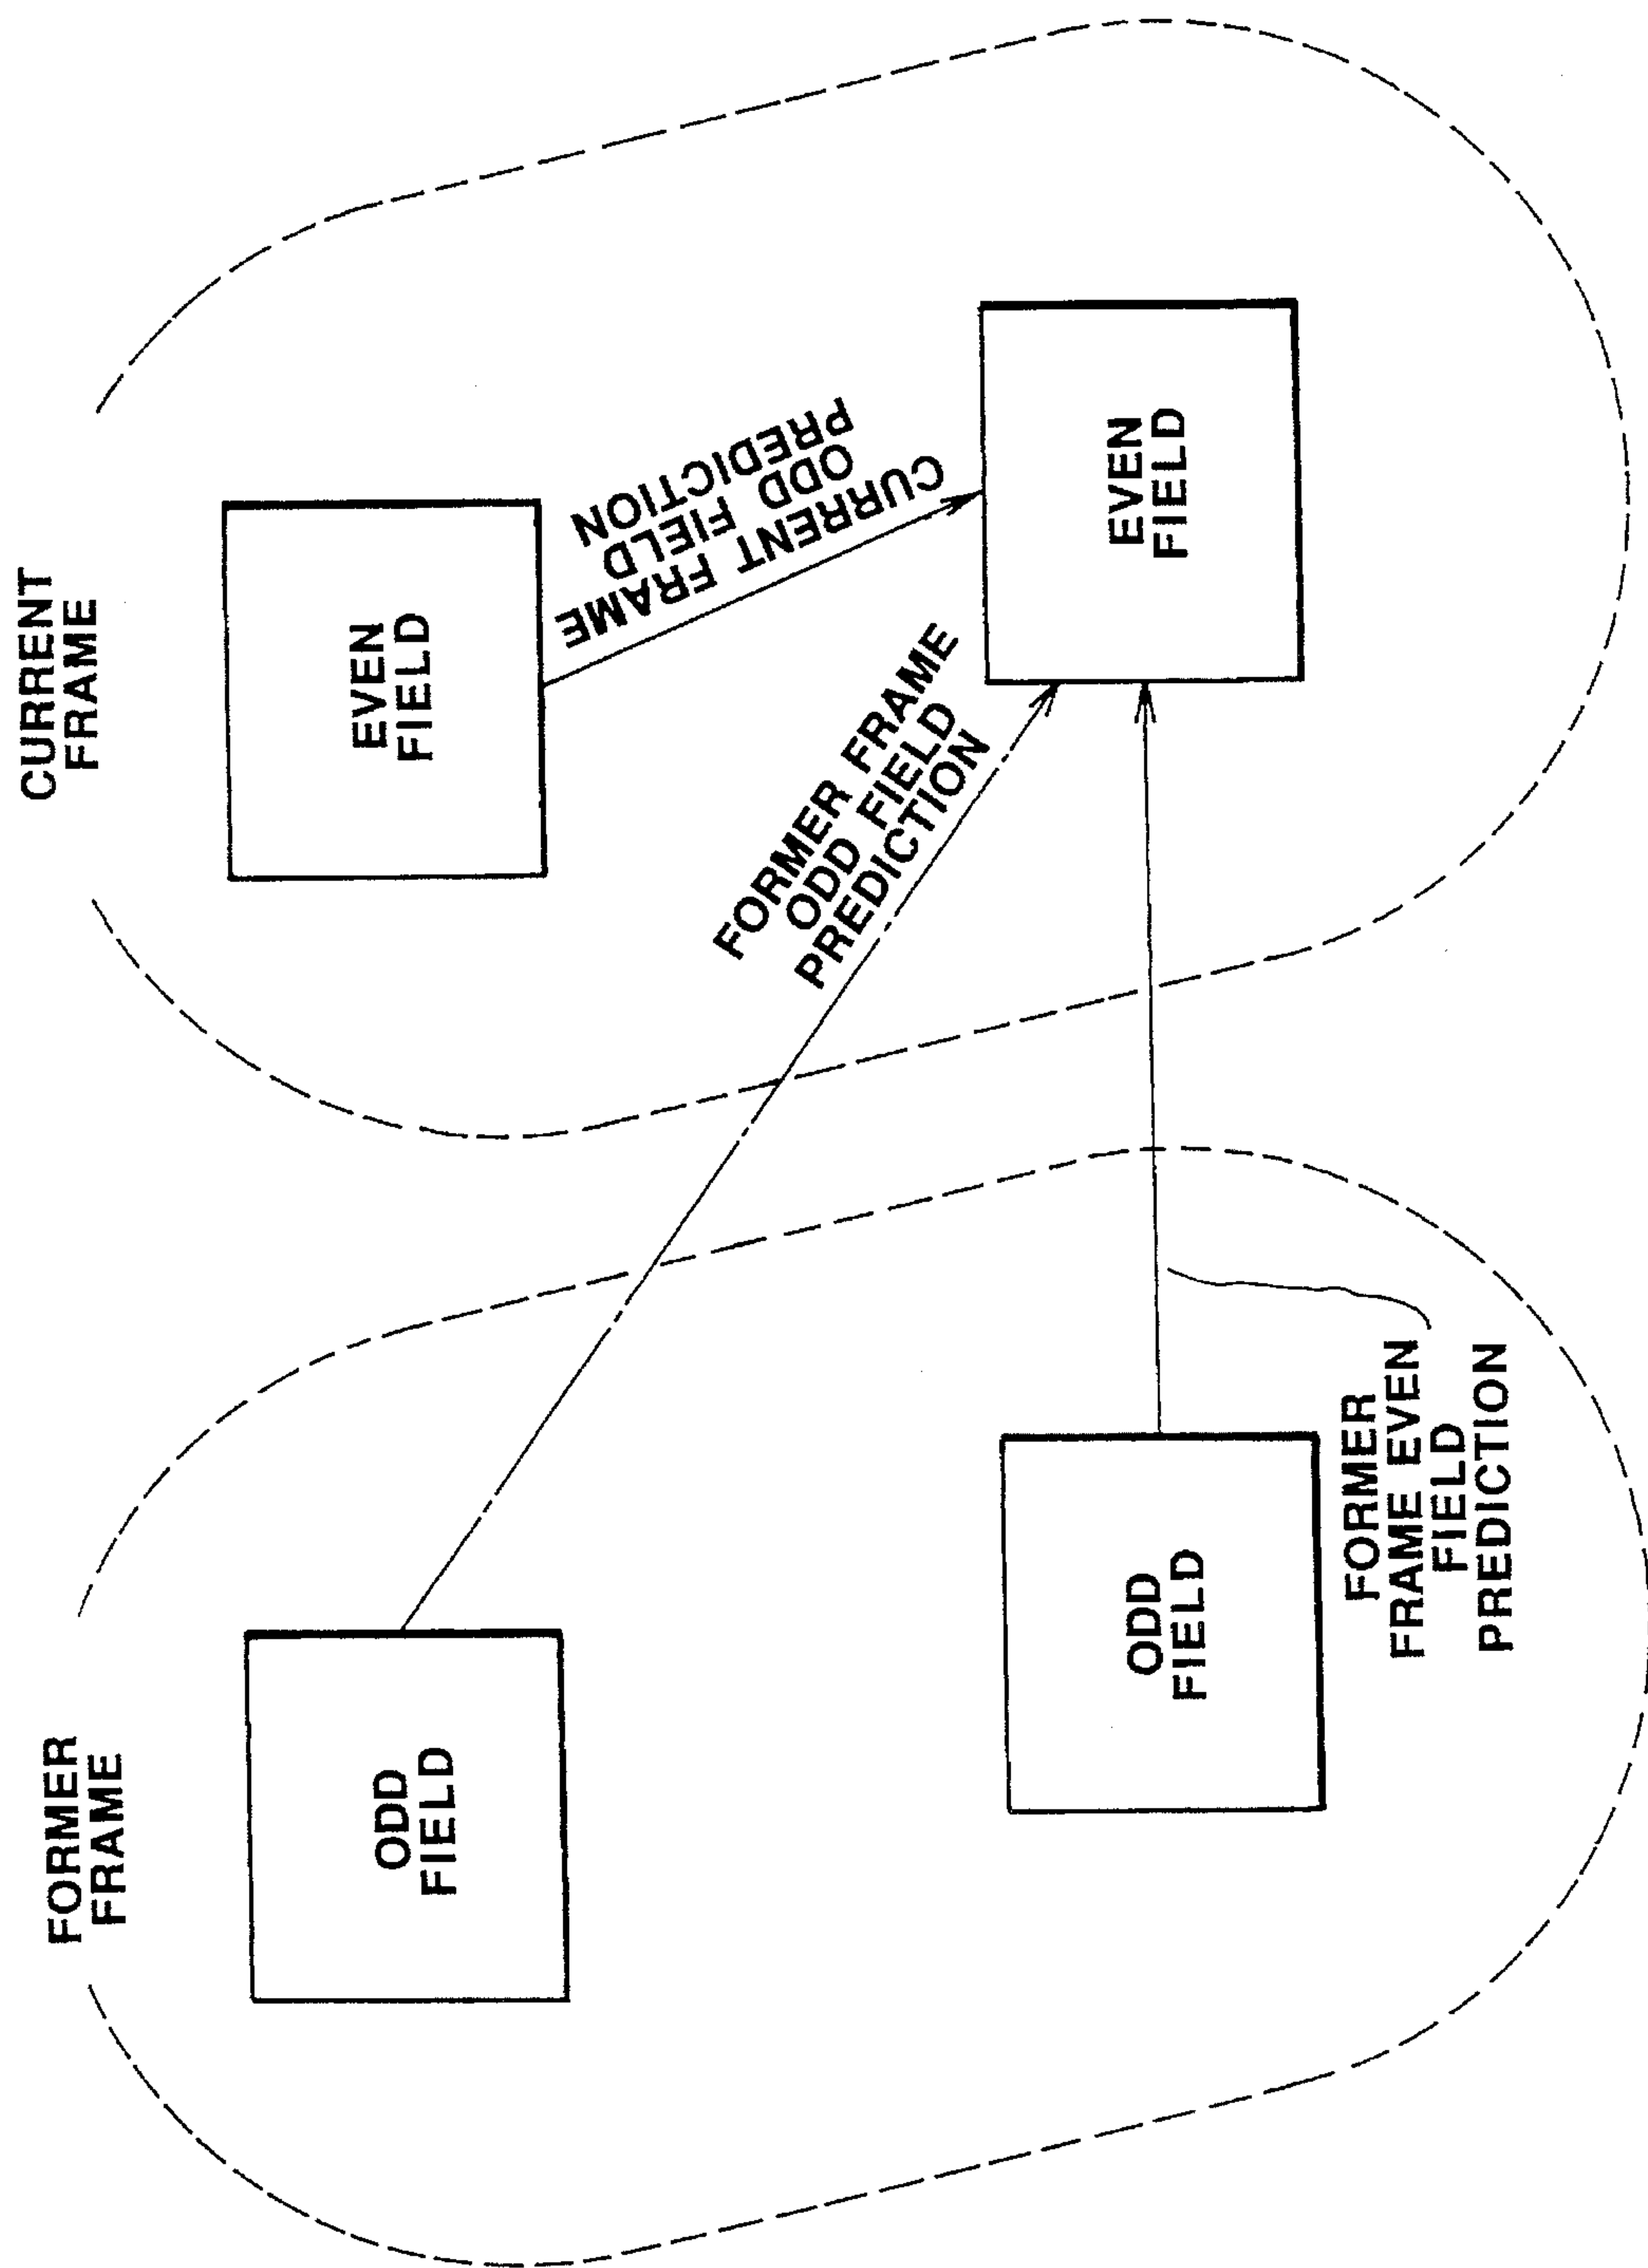 FORMER
FRAME
CURRENT
FRAME
ODD
FIELD
EVEN
FIELD
CURRENT FRAME
ODD FIELD
PREDICTION
FORMER FRAME
ODD FIELD
PREDICTION
ODD
FIELD
EVEN
FIELD
FORMER
FRAME EVEN
FIELD
PREDICTION